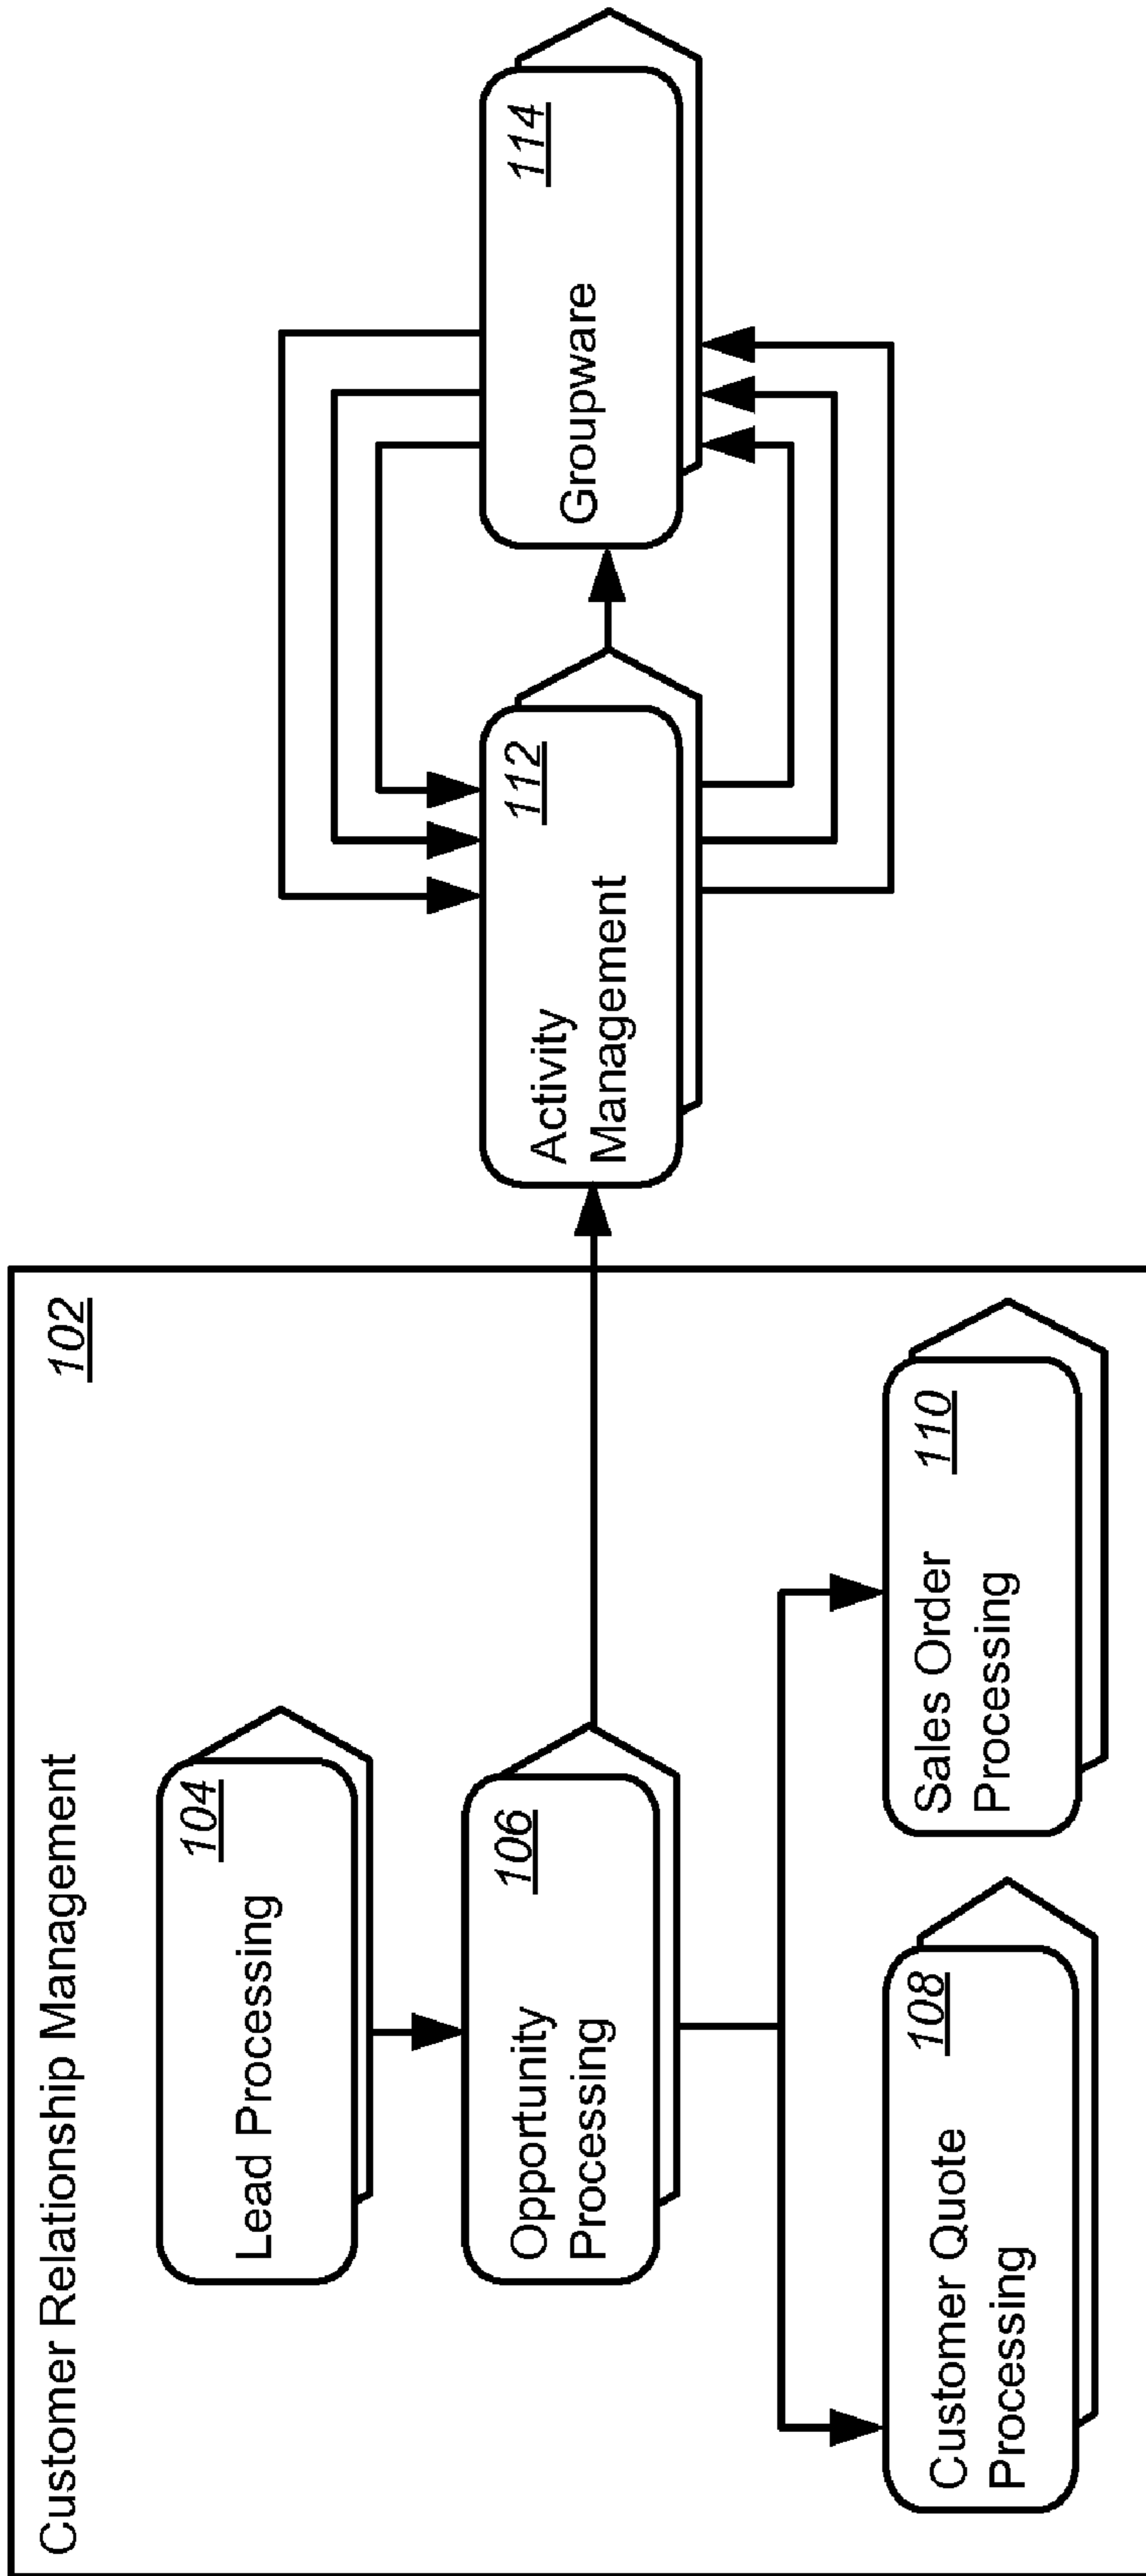 Customer Relationship Management
102
Lead Processing
104
Opportunity
Processing
106
Customer Quote
Processing
108
Sales Order
Processing
110
Activity
Management
112
Groupware
114